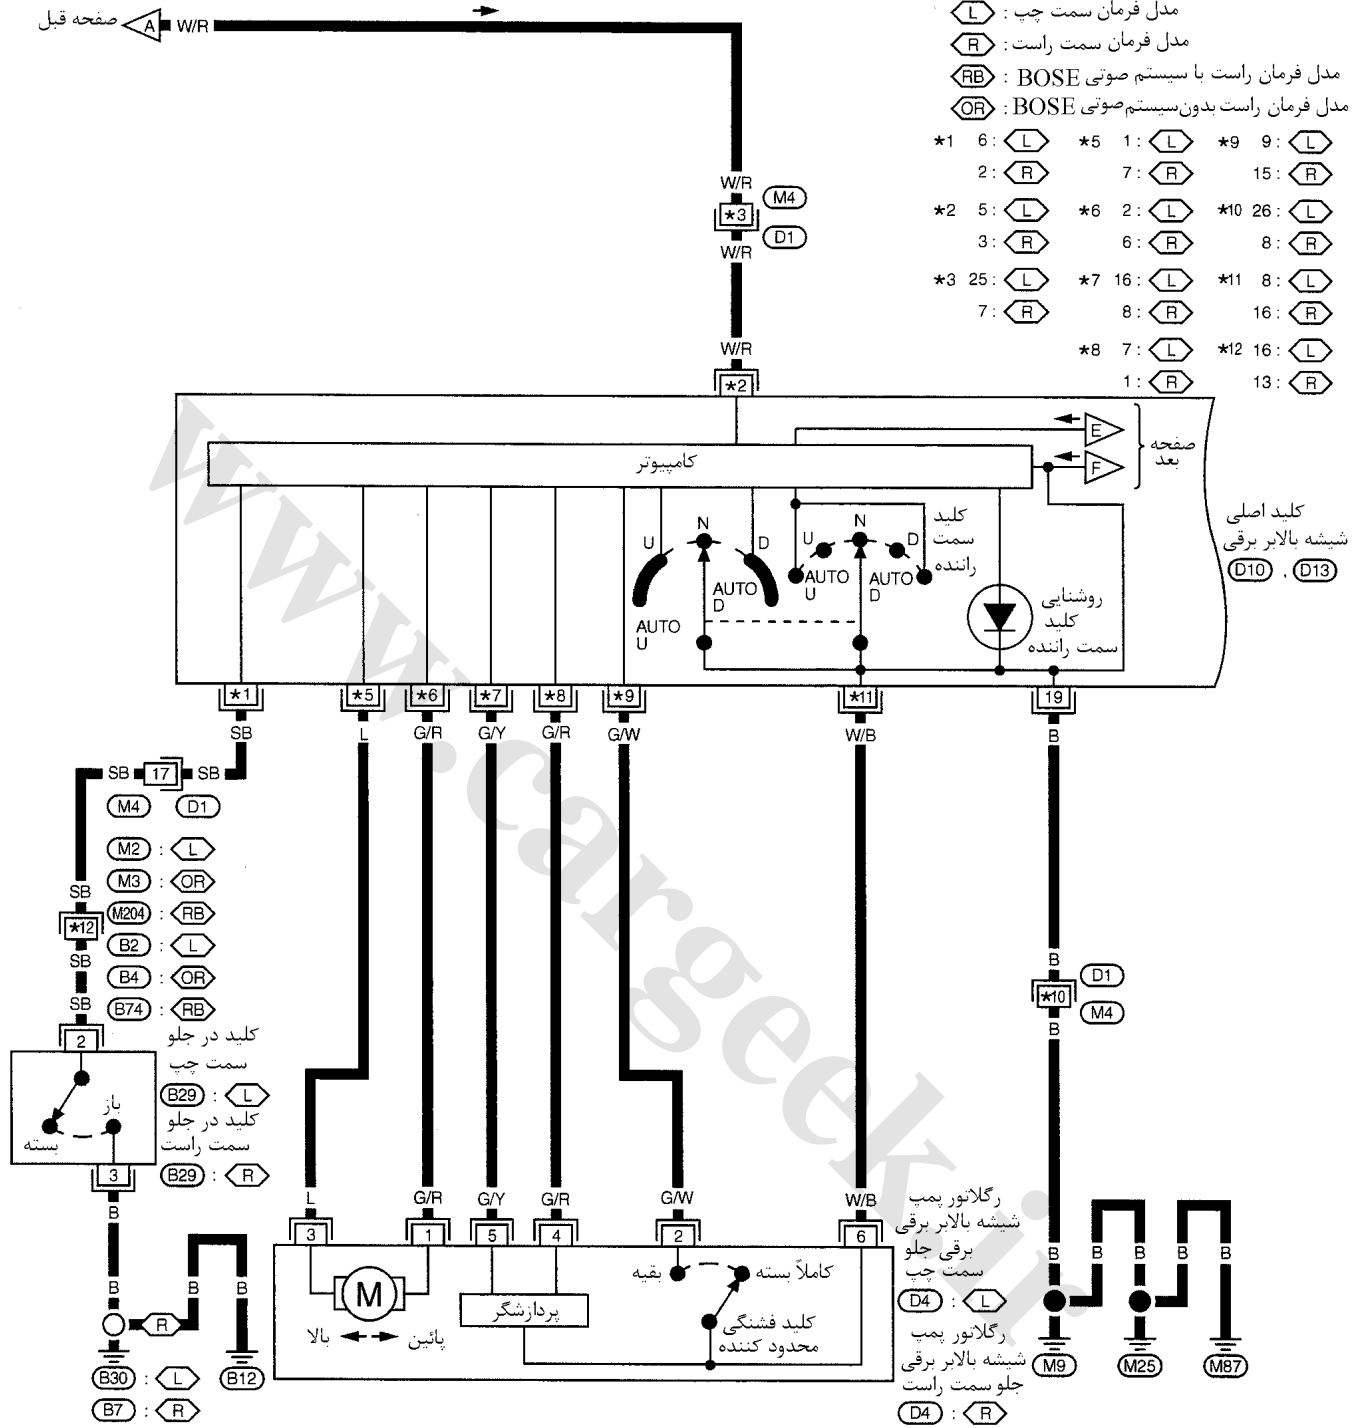 صفحه قبل A W/R
L : مدل فرمان سمت چپ
R : مدل فرمان سمت راست
RB : مدل فرمان راست با سیستم صوتی BOSE
OR : مدل فرمان راست بدون سیستم صوتی BOSE
*1 6 : L *5 1 : L *9 9 : L
2 : R 7 : R 15 : R
*2 5 : L *6 2 : L *10 26 : L
3 : R 6 : R 8 : R
*3 25 : L *7 16 : L *11 8 : L
7 : R 8 : R 16 : R
*8 7 : L *12 16 : L
1 : R 13 : R
W/R
*3 M4
D1
W/R
W/R
*2
E
F
صفحه
بعد
کامپیوتر
کلید اصلی
شیشه بالابر برقی
D10 , D13
U N D
AUTO
D
AUTO
U
U N D
AUTO
U
AUTO
D
کلید
سمت
راننده
روشنایی
کلید
سمت راننده
*1 *5 *6 *7 *8 *9 *11 19
SB L G/R G/Y G/R G/W W/B B
SB 17 SB
M4 D1
M2 : L
M3 : OR
M204 : RB
B2 : L
B4 : OR
B74 : RB
SB
*12
SB
SB
2
کلید در جلو
سمت چپ
B29 : L
کلید در جلو
سمت راست
B29 : R
باز
بسته
3
B
B B B
R
B30 : L B12
B7 : R
B
*10 D1
M4
B
L G/R G/Y G/R G/W W/B
3 1 5 4 2 6
M
بالا پائین
پردازشگر
بقیه کاملاً بسته
کلید فشنگی
محدود کننده
رگلاتور پمپ
شیشه بالابر برقی
برقی جلو
سمت چپ
D4 : L
رگلاتور پمپ
شیشه بالابر برقی
جلو سمت راست
D4 : R
B B B B B
M9 M25 M87
www.cargeek.ir